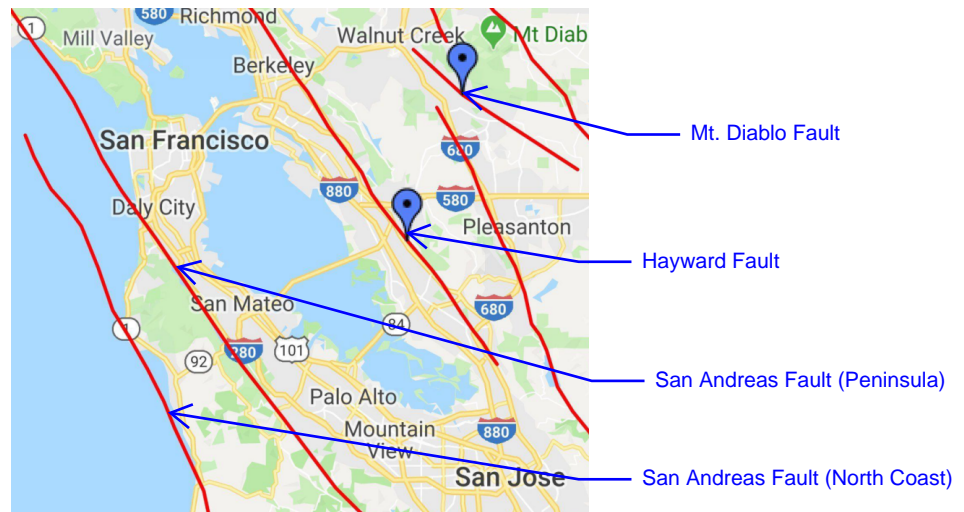 580
Richmond
1
Mill Valley
Walnut Creek
Mt Diab
Berkeley
Mt. Diablo Fault
San Francisco
680
880
580
Daly City
Pleasanton
Hayward Fault
San Mateo
680
1
84
280
101
92
San Andreas Fault (Peninsula)
Palo Alto
Mountain
View
880
San Jose
San Andreas Fault (North Coast)